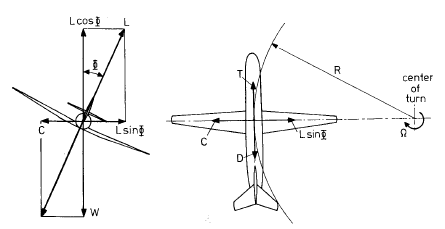 L cos Φ
L
Φ
C
L sin Φ
W
T
R
center
of
turn
Ω
C
L sin Φ
D